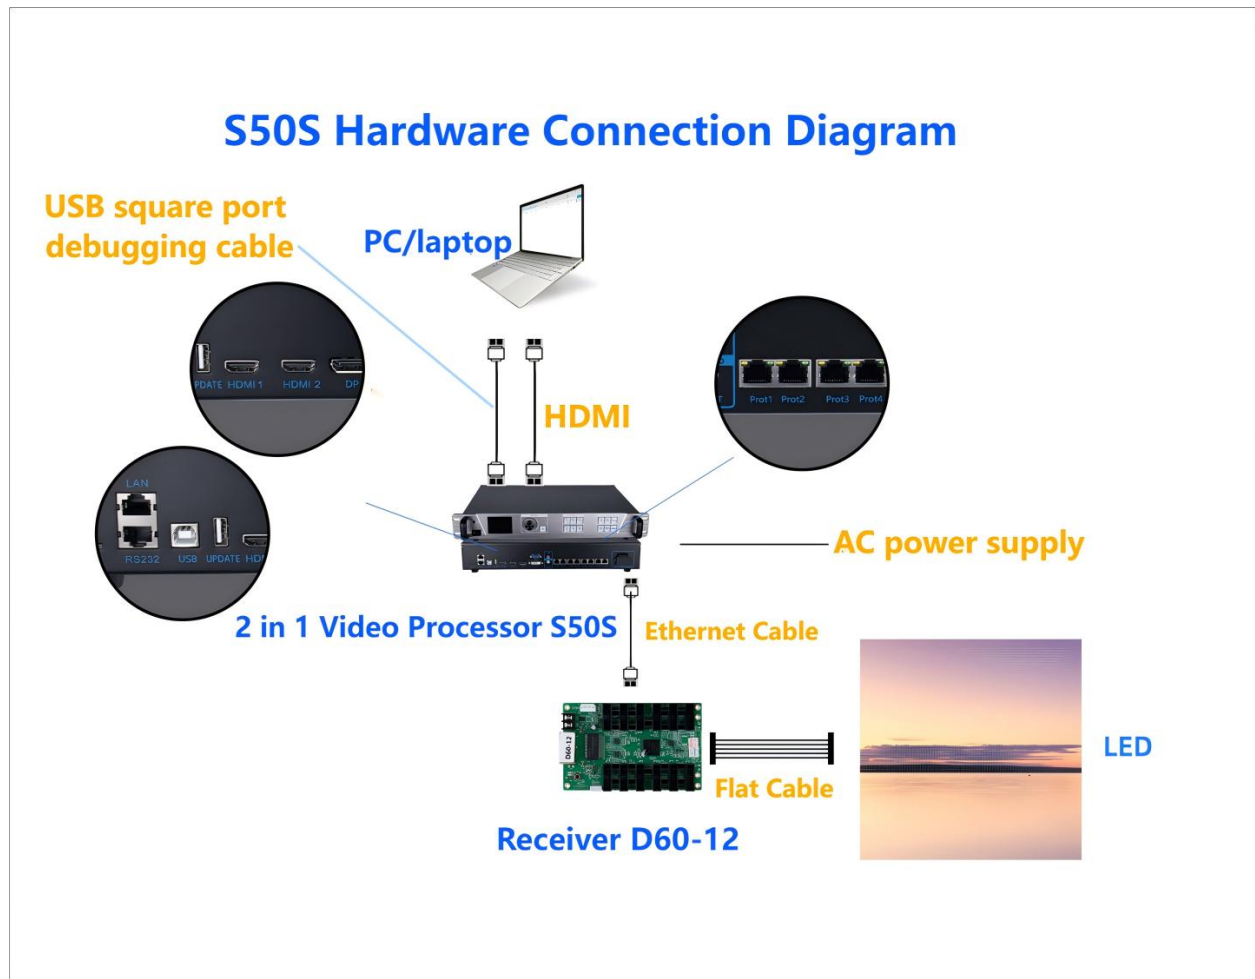 S50S Hardware Connection Diagram
USB square port
debugging cable
PC/laptop
PDATE HDMI 1 HDMI 2 DP
Prot1 Prot2 Prot3 Prot4
HDMI
LAN
RS232 USB UPDATE HD
AC power supply
2 in 1 Video Processor S50S
Ethernet Cable
D60-12
LED
Flat Cable
Receiver D60-12